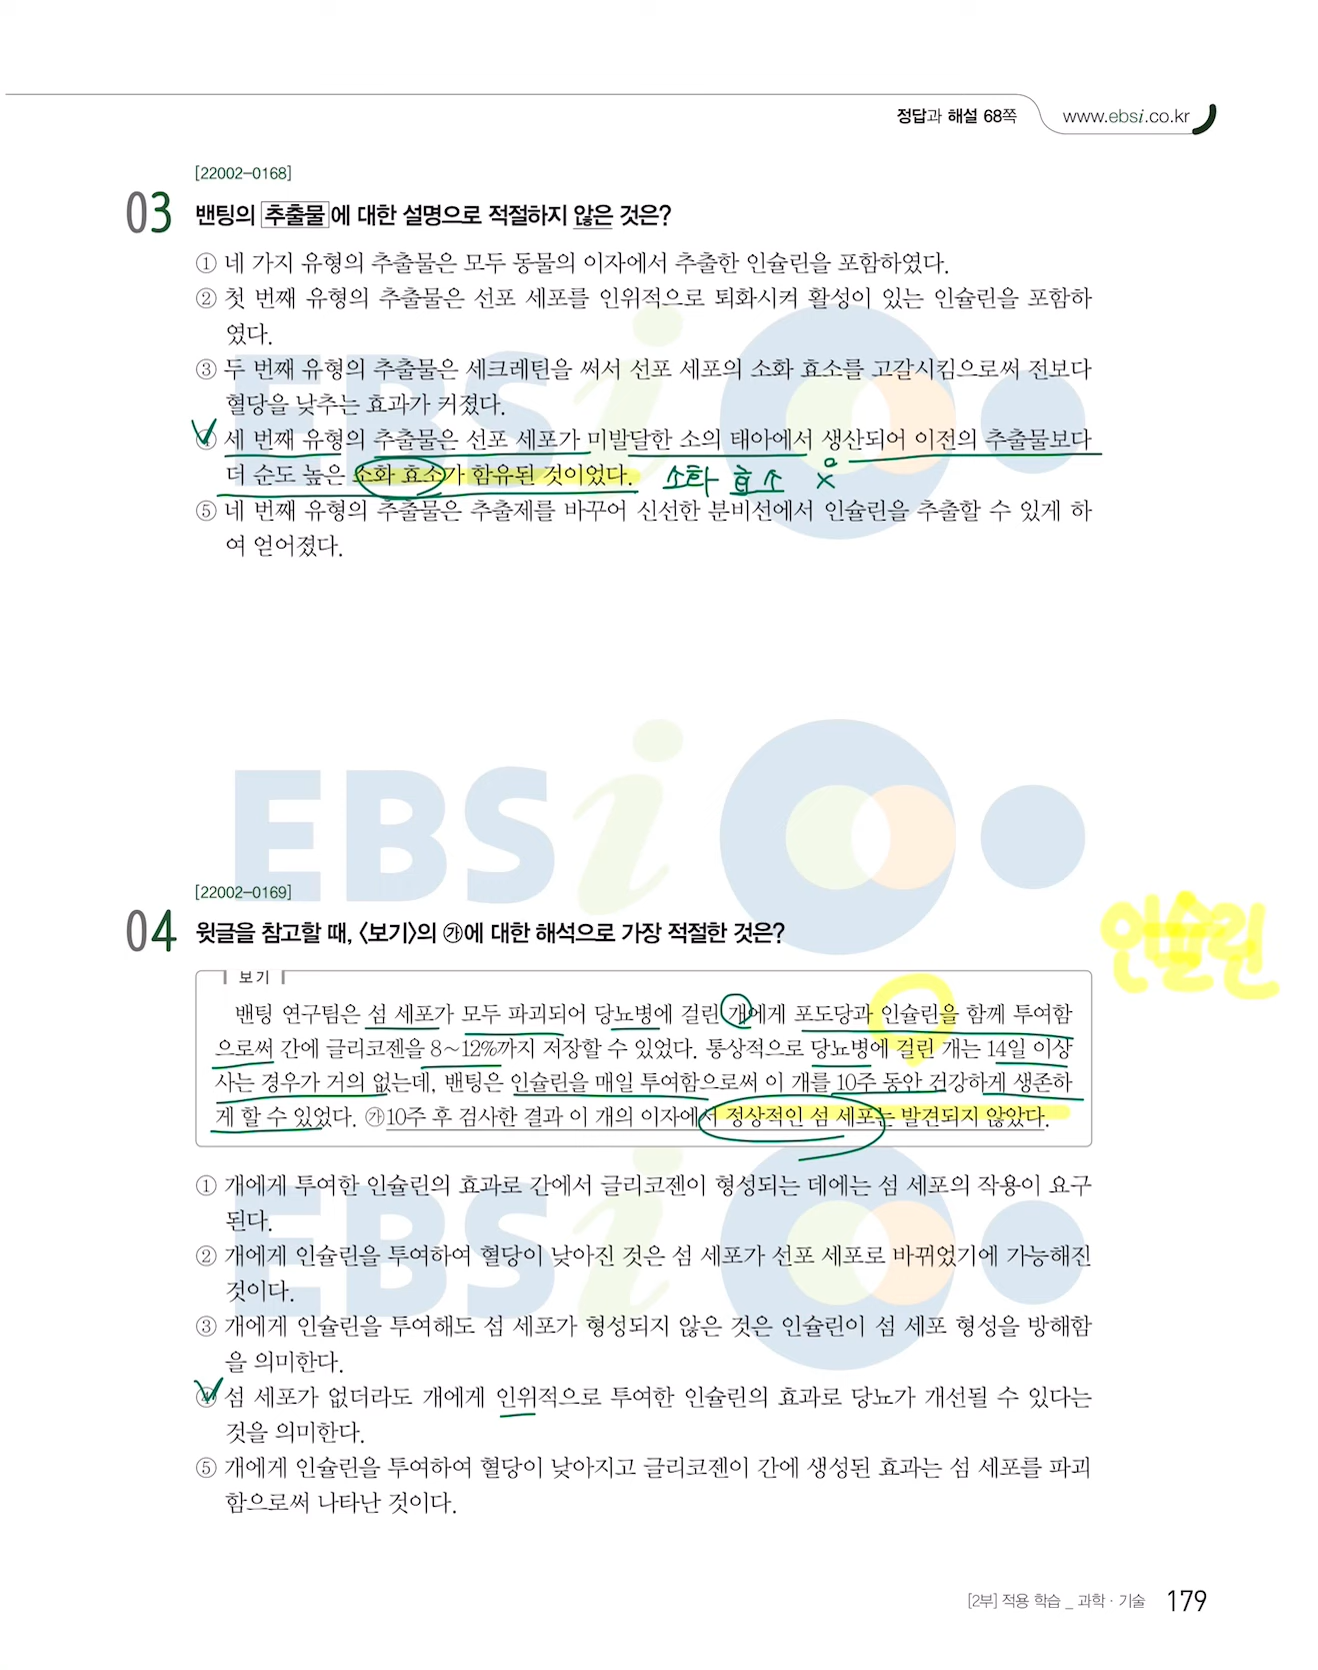 정답과 해설 68쪽 www.ebsi.co.kr
[22002-0168]
03 밴팅의 추출물에 대한 설명으로 적절하지 않은 것은?
① 네 가지 유형의 추출물은 모두 동물의 이자에서 추출한 인슐린을 포함하였다.
② 첫 번째 유형의 추출물은 선포 세포를 인위적으로 퇴화시켜 활성이 있는 인슐린을 포함하
였다.
③ 두 번째 유형의 추출물은 세크레틴을 써서 선포 세포의 소화 효소를 고갈시킴으로써 전보다
혈당을 낮추는 효과가 커졌다.
④ 세 번째 유형의 추출물은 선포 세포가 미발달한 소의 태아에서 생산되어 이전의 추출물보다
더 순도 높은 소화 효소가 함유된 것이었다. 소화 효소 X
⑤ 네 번째 유형의 추출물은 추출제를 바꾸어 신선한 분비선에서 인슐린을 추출할 수 있게 하
여 얻어졌다.
EBSi
EBSi
[22002-0169]
04 윗글을 참고할 때, <보기>의 ㉮에 대한 해석으로 가장 적절한 것은?
인슐린
보기
밴팅 연구팀은 섬 세포가 모두 파괴되어 당뇨병에 걸린 개에게 포도당과 인슐린을 함께 투여함
으로써 간에 글리코젠을 8~12%까지 저장할 수 있었다. 통상적으로 당뇨병에 걸린 개는 14일 이상
사는 경우가 거의 없는데, 밴팅은 인슐린을 매일 투여함으로써 이 개를 10주 동안 건강하게 생존하
게 할 수 있었다. ㉮10주 후 검사한 결과 이 개의 이자에서 정상적인 섬 세포는 발견되지 않았다.
① 개에게 투여한 인슐린의 효과로 간에서 글리코젠이 형성되는 데에는 섬 세포의 작용이 요구
된다.
② 개에게 인슐린을 투여하여 혈당이 낮아진 것은 섬 세포가 선포 세포로 바뀌었기에 가능해진
것이다.
③ 개에게 인슐린을 투여해도 섬 세포가 형성되지 않은 것은 인슐린이 섬 세포 형성을 방해함
을 의미한다.
④ 섬 세포가 없더라도 개에게 인위적으로 투여한 인슐린의 효과로 당뇨가 개선될 수 있다는
것을 의미한다.
⑤ 개에게 인슐린을 투여하여 혈당이 낮아지고 글리코젠이 간에 생성된 효과는 섬 세포를 파괴
함으로써 나타난 것이다.
EBSi
[2부] 적용 학습 _ 과학·기술 179